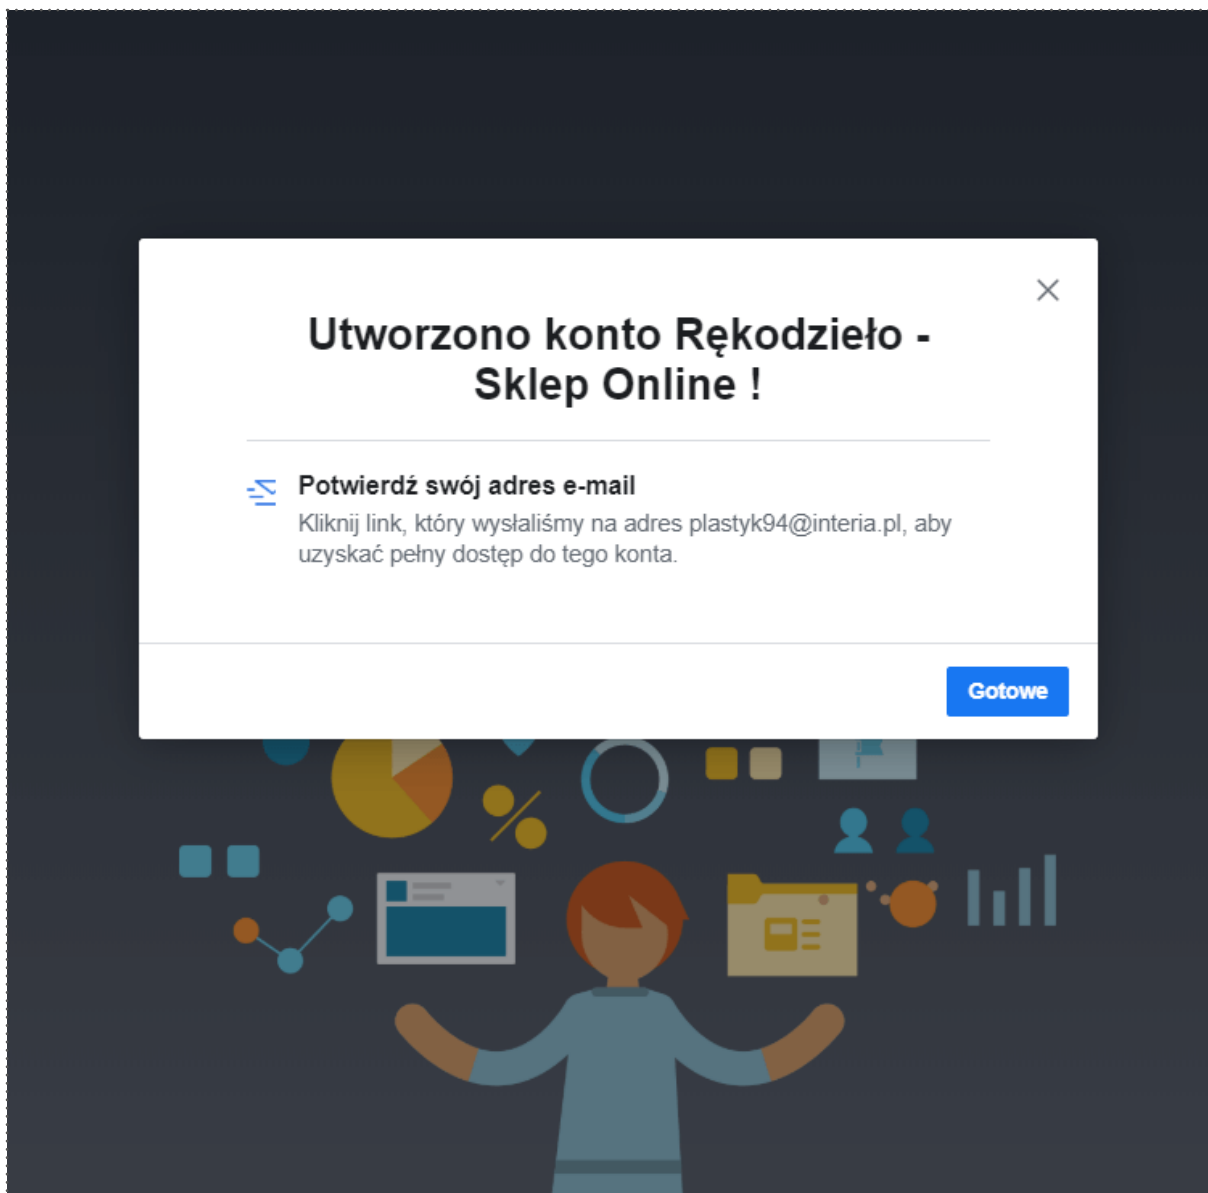 Utworzono konto Rękodzieło -
Sklep Online !
Potwierdź swój adres e-mail
Kliknij link, który wysłaliśmy na adres plastyk94@interia.pl, aby
uzyskać pełny dostęp do tego konta.
Gotowe